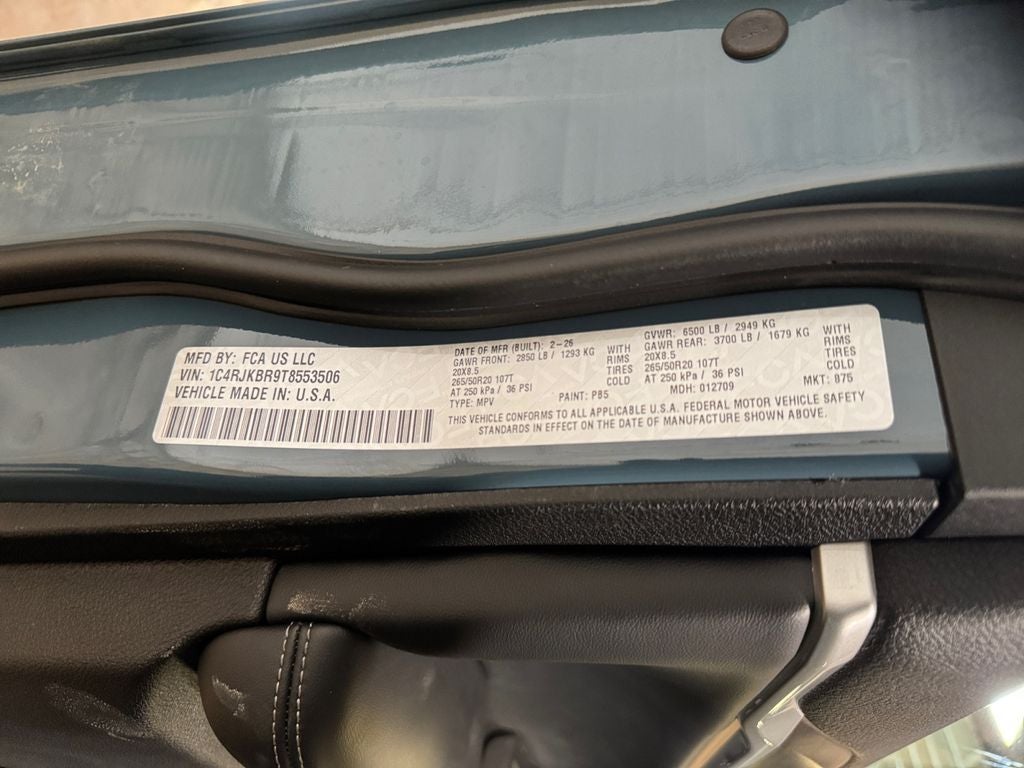 MFD BY: FCA US LLC
VIN: 1C4RJKBR9T8553506
VEHICLE MADE IN: U.S.A.
DATE OF MFR (BUILT): 2-26
GAWR FRONT: 2850 LB / 1293 KG WITH
20X8.5 RIMS
265/50R20 107T TIRES
AT 250 kPa / 36 PSI COLD
TYPE: MPV PAINT: PB5
GVWR: 6500 LB / 2949 KG
GAWR REAR: 3700 LB / 1679 KG WITH
20X8.5 RIMS
265/50R20 107T TIRES
AT 250 kPa / 36 PSI COLD
MDH: 012709 MKT: 875
THIS VEHICLE CONFORMS TO ALL APPLICABLE U.S.A. FEDERAL MOTOR VEHICLE SAFETY
STANDARDS IN EFFECT ON THE DATE OF MANUFACTURE SHOWN ABOVE.